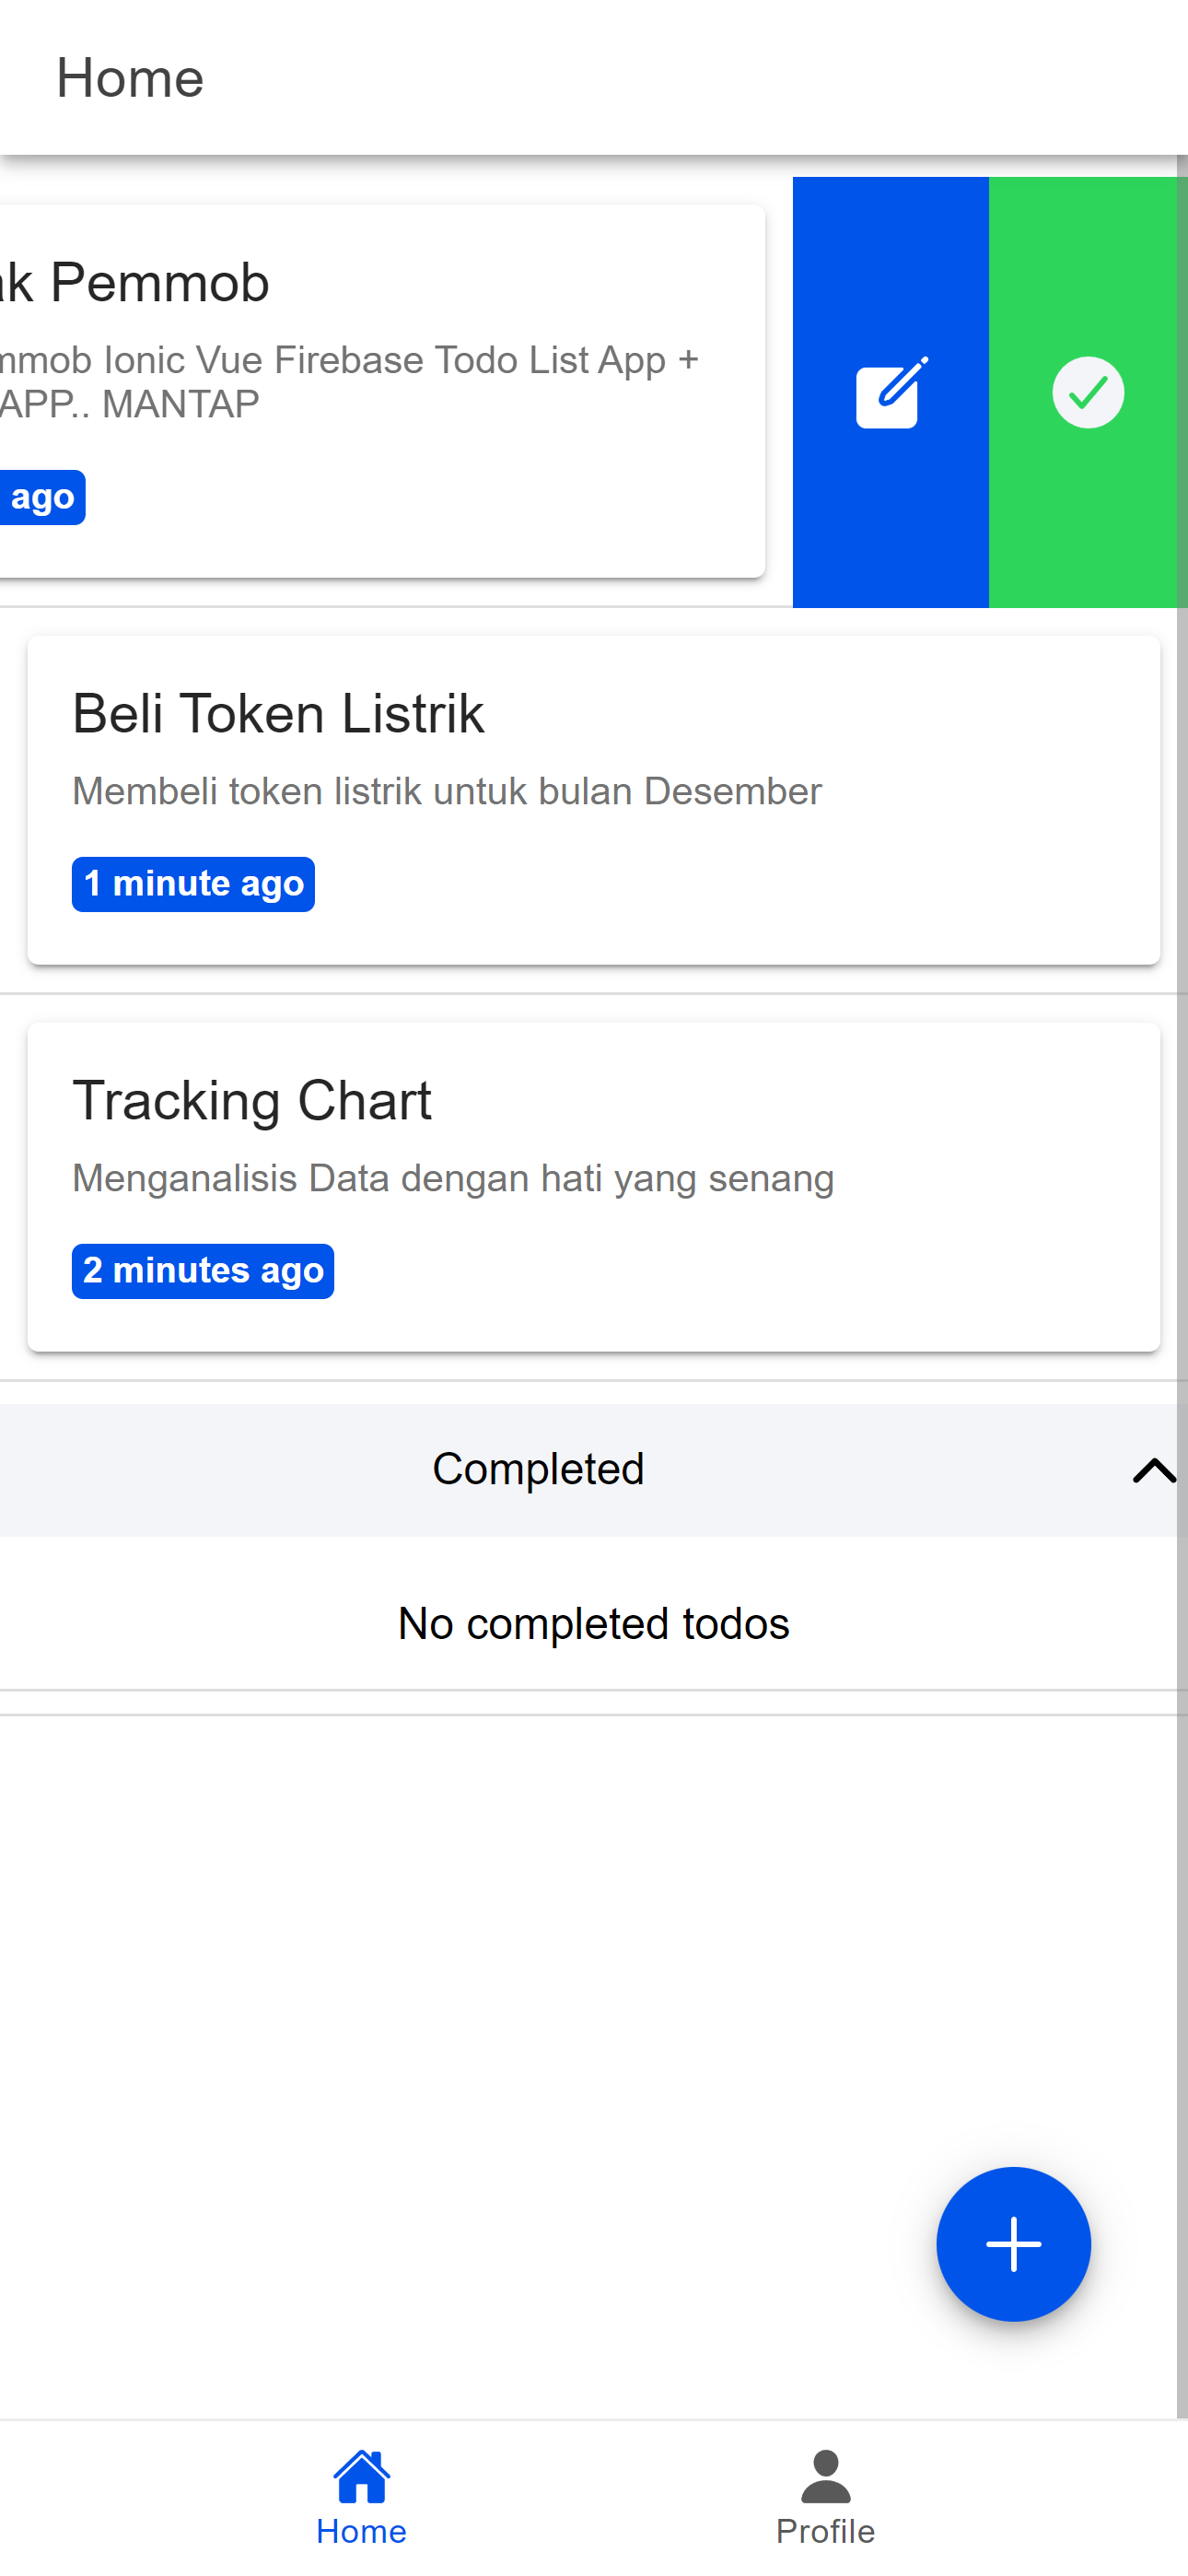 Home
Pemmob
Ionic Vue Firebase Todo List App +
APP.. MANTAP
ago
Beli Token Listrik
Membeli token listrik untuk bulan Desember
1 minute ago
Tracking Chart
Menganalisis Data dengan hati yang senang
2 minutes ago
Completed
No completed todos
Home
Profile